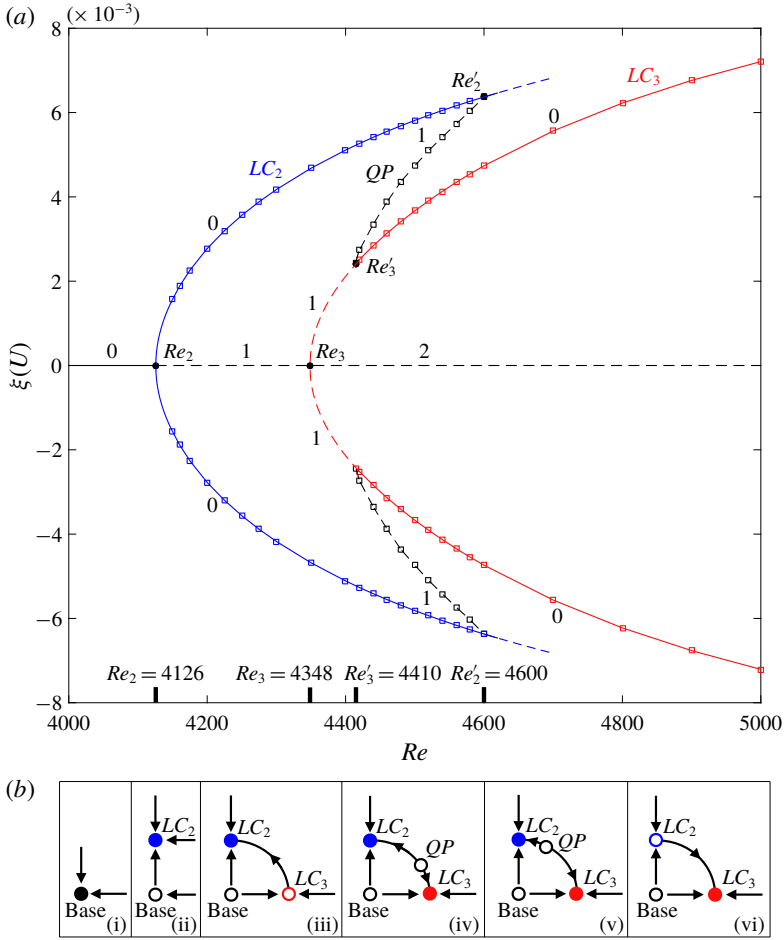 (a)
(× 10⁻³)
8
6
4
2
0
−2
−4
−6
−8
ξ(U)
LC₂
LC₃
Re′₂
0
1
QP
0
Re′₃
1
0
Re₂
1
Re₃
2
1
0
1
0
Re₂ = 4126
Re₃ = 4348
Re′₃ = 4410
Re′₂ = 4600
4000
4200
4400
4600
4800
5000
Re
(b)
Base
(i)
LC₂
Base
(ii)
LC₂
LC₃
Base
(iii)
LC₂
QP
LC₃
Base
(iv)
LC₂
QP
LC₃
Base
(v)
LC₂
LC₃
Base
(vi)